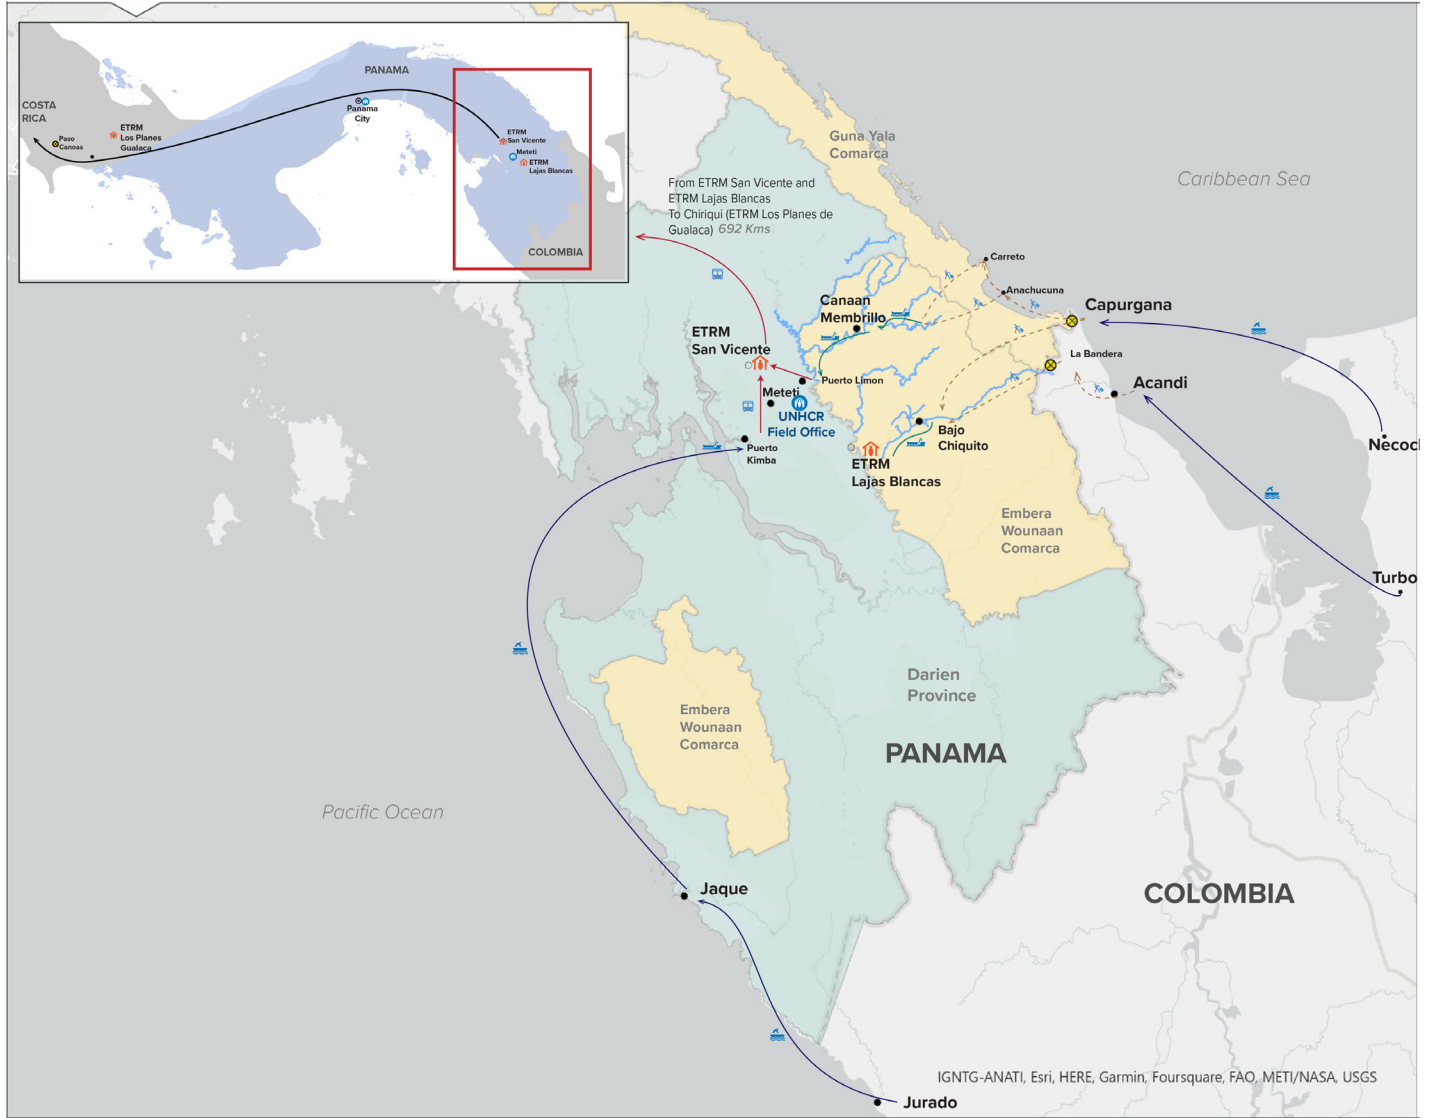 COSTA
RICA
Paso
Canoas
ETRM
Los Planes
Gualaca
PANAMA
Panama
City
ETRM
San Vicente
Meteti
ETRM
Lajas Blancas
COLOMBIA
Guna Yala
Comarca
Caribbean Sea
From ETRM San Vicente and
ETRM Lajas Blancas
To Chiriqui (ETRM Los Planes de
Gualaca) 692 Kms
Carreto
Anachucuna
Capurgana
Canaan
Membrillo
ETRM
San Vicente
La Bandera
Acandi
Puerto Limon
Meteti
UNHCR
Field Office
Bajo
Chiquito
Puerto
Kimba
Necocl
ETRM
Lajas Blancas
Embera
Wounaan
Comarca
Turbo
Darien
Province
Embera
Wounaan
Comarca
PANAMA
Pacific Ocean
Jaque
COLOMBIA
IGNTG-ANATI, Esri, HERE, Garmin, Foursquare, FAO, METI/NASA, USGS
Jurado